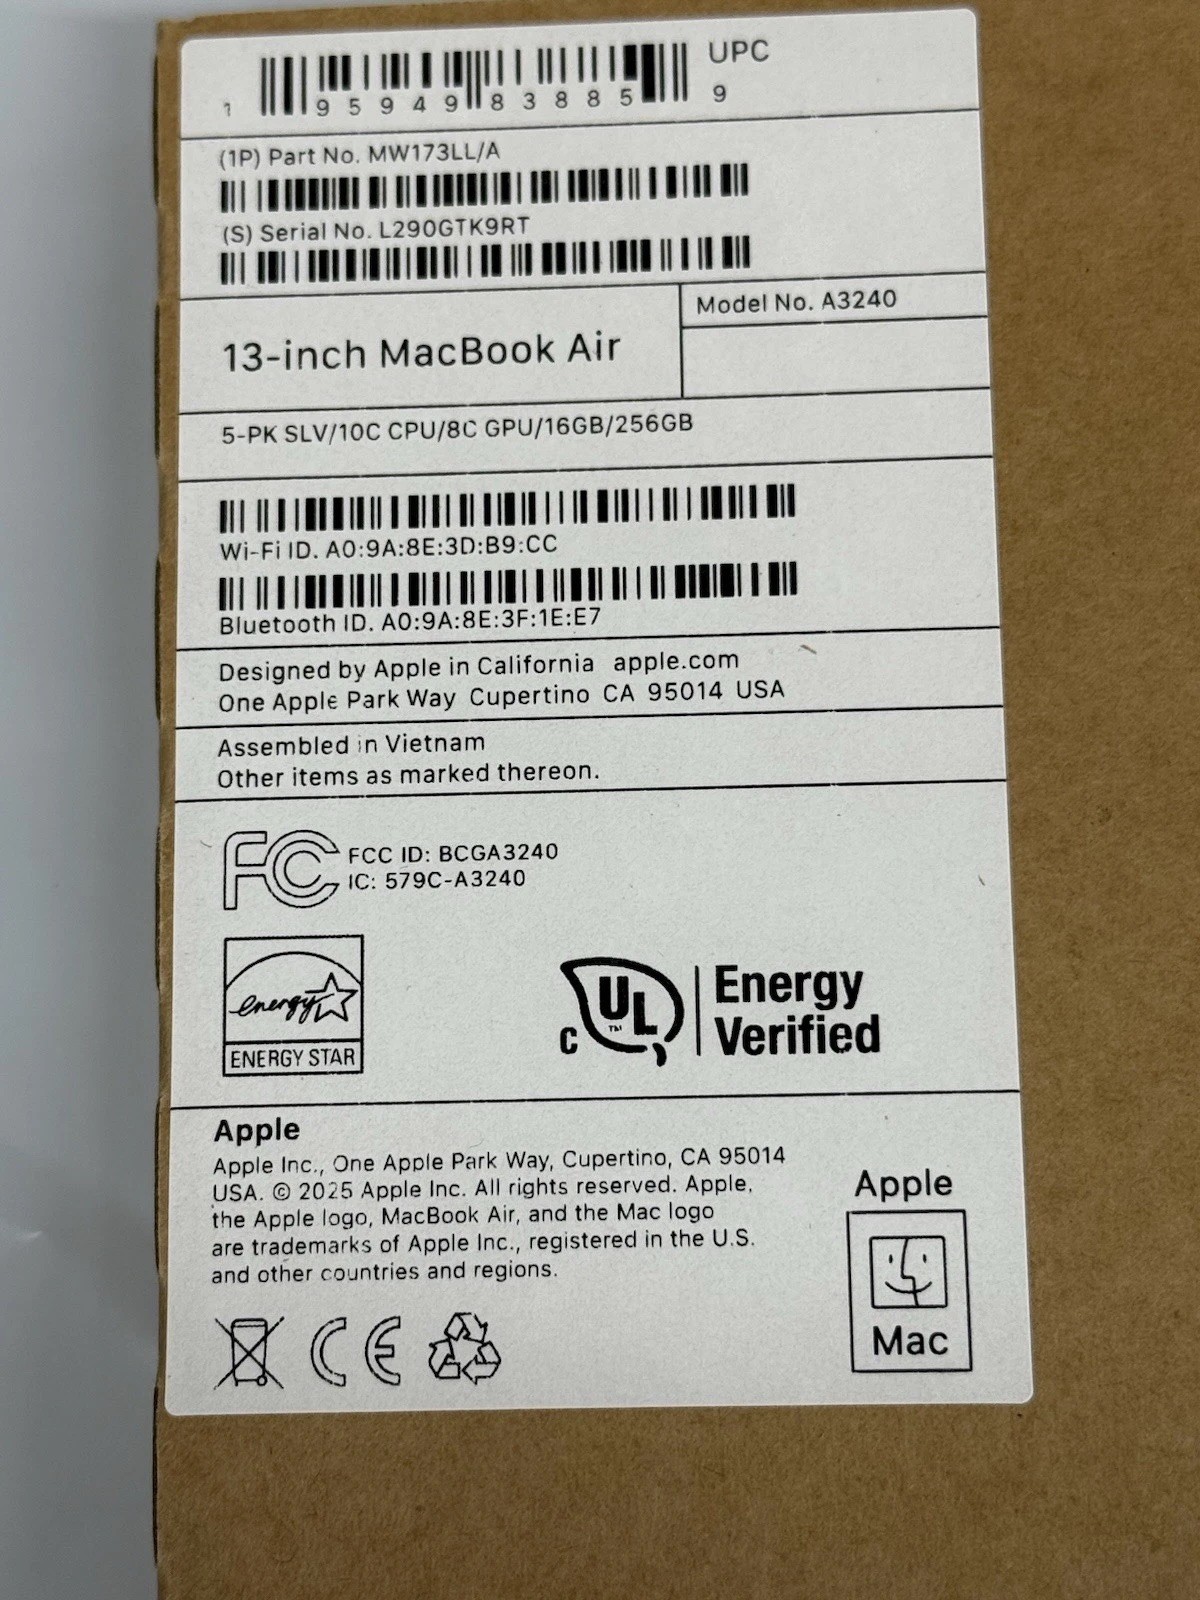 UPC
1 95949 83885 9
(1P) Part No. MW173LL/A
(S) Serial No. L290GTK9RT
13-inch MacBook Air
Model No. A3240
5-PK SLV/10C CPU/8C GPU/16GB/256GB
Wi-Fi ID. A0:9A:8E:3D:B9:CC
Bluetooth ID. A0:9A:8E:3F:1E:E7
Designed by Apple in California apple.com
One Apple Park Way Cupertino CA 95014 USA
Assembled in Vietnam
Other items as marked thereon.
FC
FCC ID: BCGA3240
IC: 579C-A3240
energy
ENERGY STAR
C UL ™
Energy
Verified
Apple
Apple Inc., One Apple Park Way, Cupertino, CA 95014
USA. © 2025 Apple Inc. All rights reserved. Apple,
the Apple logo, MacBook Air, and the Mac logo
are trademarks of Apple Inc., registered in the U.S.
and other countries and regions.
CE
Apple
Mac